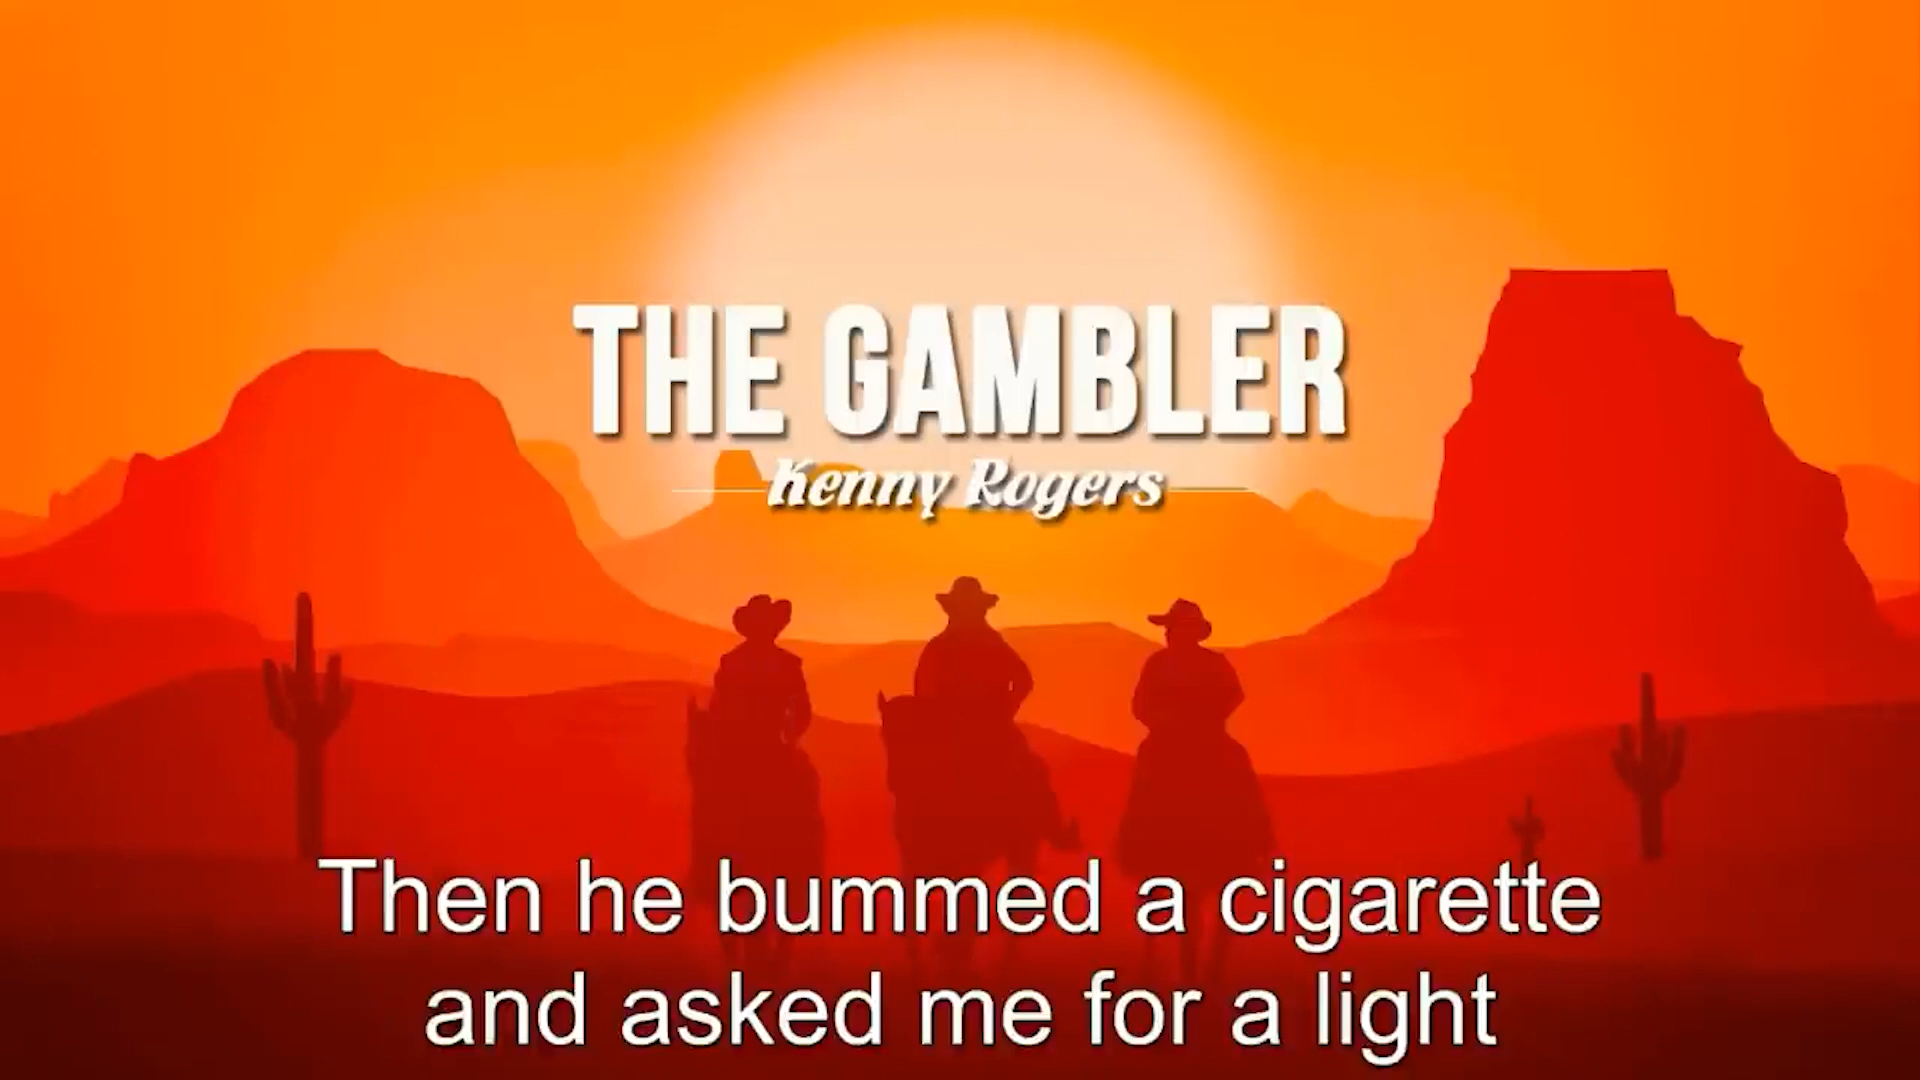 THE GAMBLER
Kenny Rogers
Then he bummed a cigarette
and asked me for a light